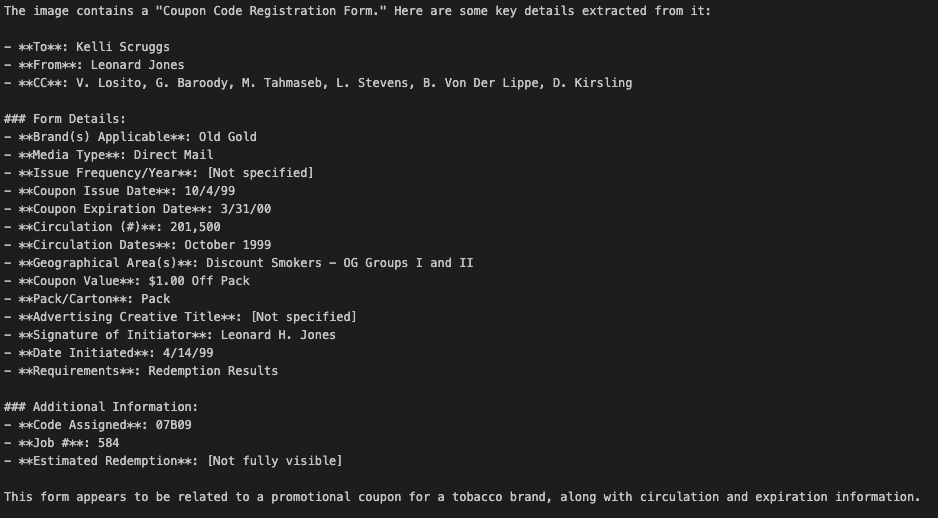 The image contains a "Coupon Code Registration Form." Here are some key details extracted from it:
- **To**: Kelli Scruggs
- **From**: Leonard Jones
- **CC**: V. Losito, G. Baroody, M. Tahmaseb, L. Stevens, B. Von Der Lippe, D. Kirsling
### Form Details:
- **Brand(s) Applicable**: Old Gold
- **Media Type**: Direct Mail
- **Issue Frequency/Year**: [Not specified]
- **Coupon Issue Date**: 10/4/99
- **Coupon Expiration Date**: 3/31/00
- **Circulation (#)**: 201,500
- **Circulation Dates**: October 1999
- **Geographical Area(s)**: Discount Smokers – OG Groups I and II
- **Coupon Value**: $1.00 Off Pack
- **Pack/Carton**: Pack
- **Advertising Creative Title**: [Not specified]
- **Signature of Initiator**: Leonard H. Jones
- **Date Initiated**: 4/14/99
- **Requirements**: Redemption Results
### Additional Information:
- **Code Assigned**: 07B09
- **Job #**: 584
- **Estimated Redemption**: [Not fully visible]
This form appears to be related to a promotional coupon for a tobacco brand, along with circulation and expiration information.